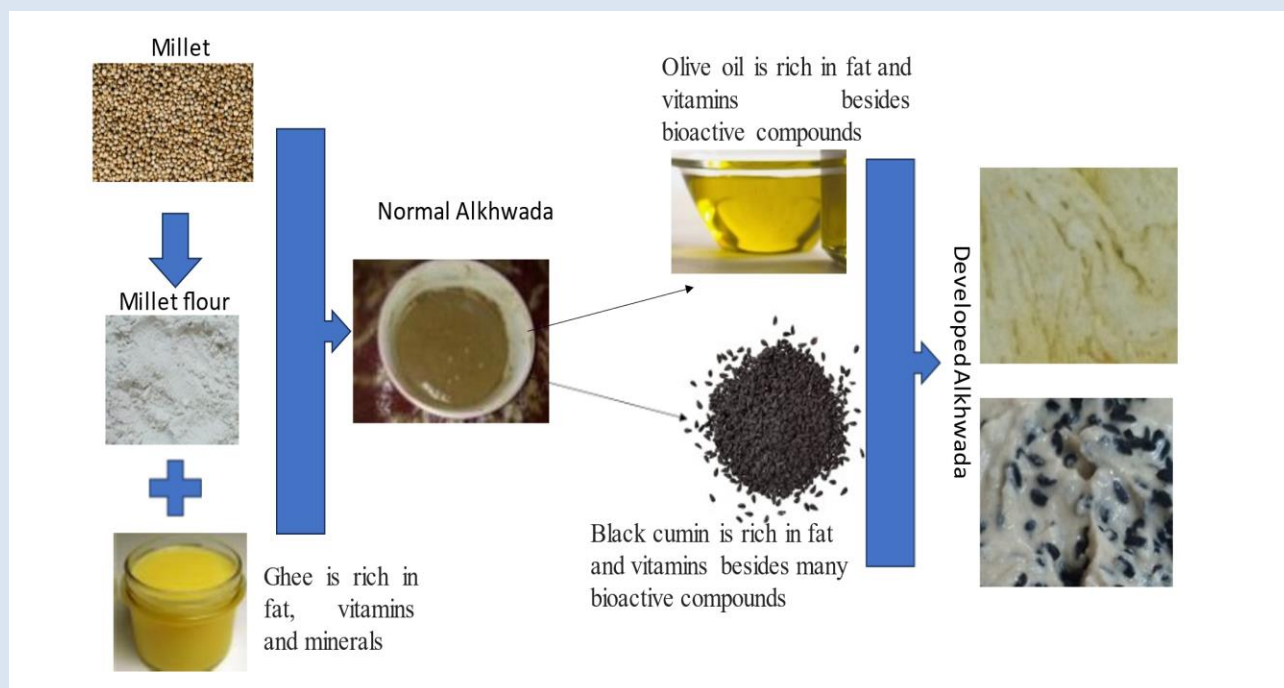 Millet
Millet flour
Ghee is rich in
fat, vitamins
and minerals
Normal Alkhwada
Olive oil is rich in fat and
vitamins besides
bioactive compounds
Black cumin is rich in fat
and vitamins besides many
bioactive compounds
Developed Alkhwada